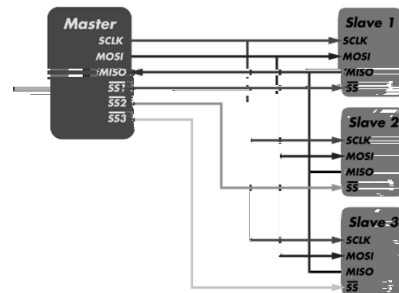 Master
SCLK
MOSI
MISO
SS1
SS2
SS3
Slave 1
SCLK
MOSI
MISO
SS
Slave 2
SCLK
MOSI
MISO
SS
Slave 3
SCLK
MOSI
MISO
SS